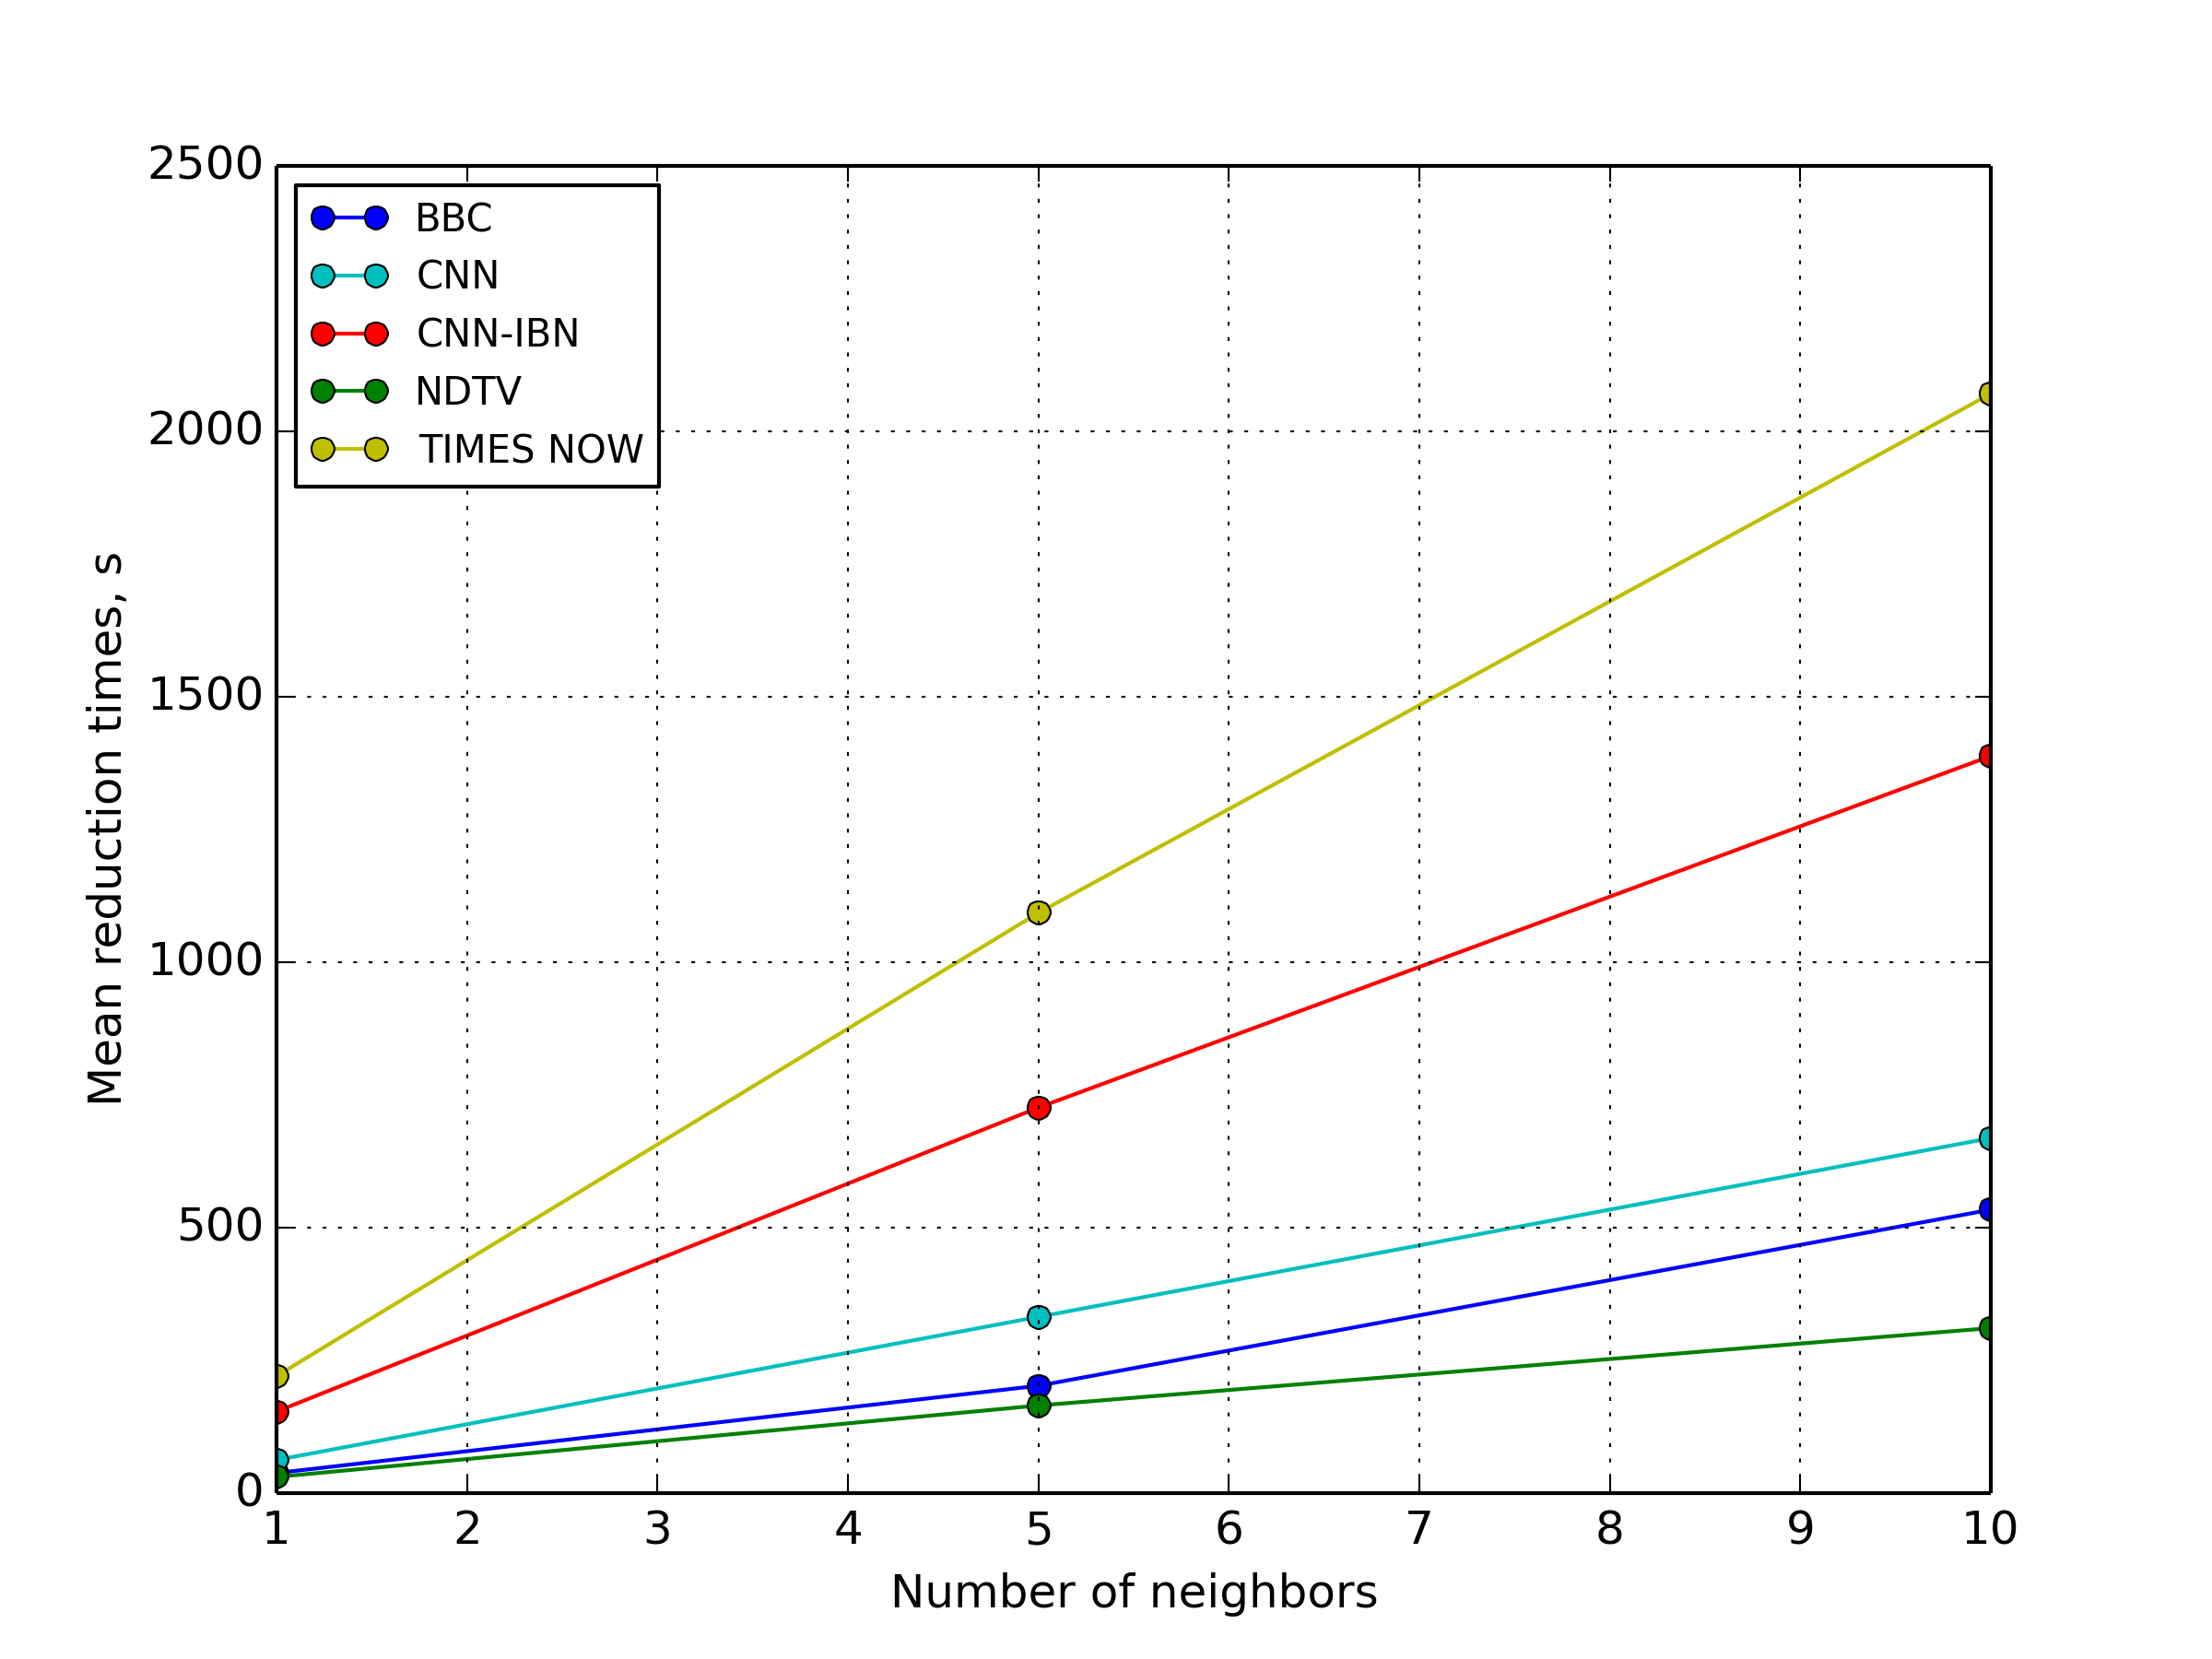 2500
BBC
CNN
CNN-IBN
NDTV
TIMES NOW
2000
1500
1000
500
0
Mean reduction times, s
1 2 3 4 5 6 7 8 9 10
Number of neighbors